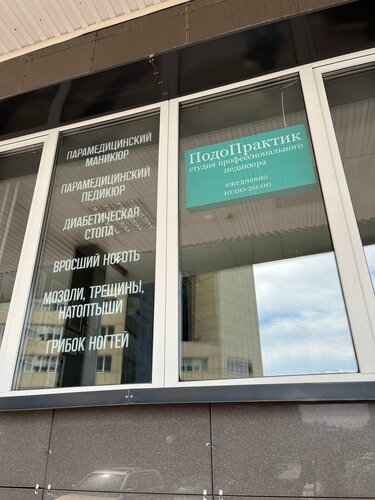 ПАРАМЕДИЦИНСКИЙ
МАНИКЮР
ПАРАМЕДИЦИНСКИЙ
ПЕДИКЮР
ДИАБЕТИЧЕСКАЯ
СТОПА
ВРОСШИЙ НОГОТЬ
МОЗОЛИ, ТРЕЩИНЫ,
НАТОПТЫШИ
ГРИБОК НОГТЕЙ
ПодоПрактик
студия профессионального
педикюра
ежедневно
10:00-20:00